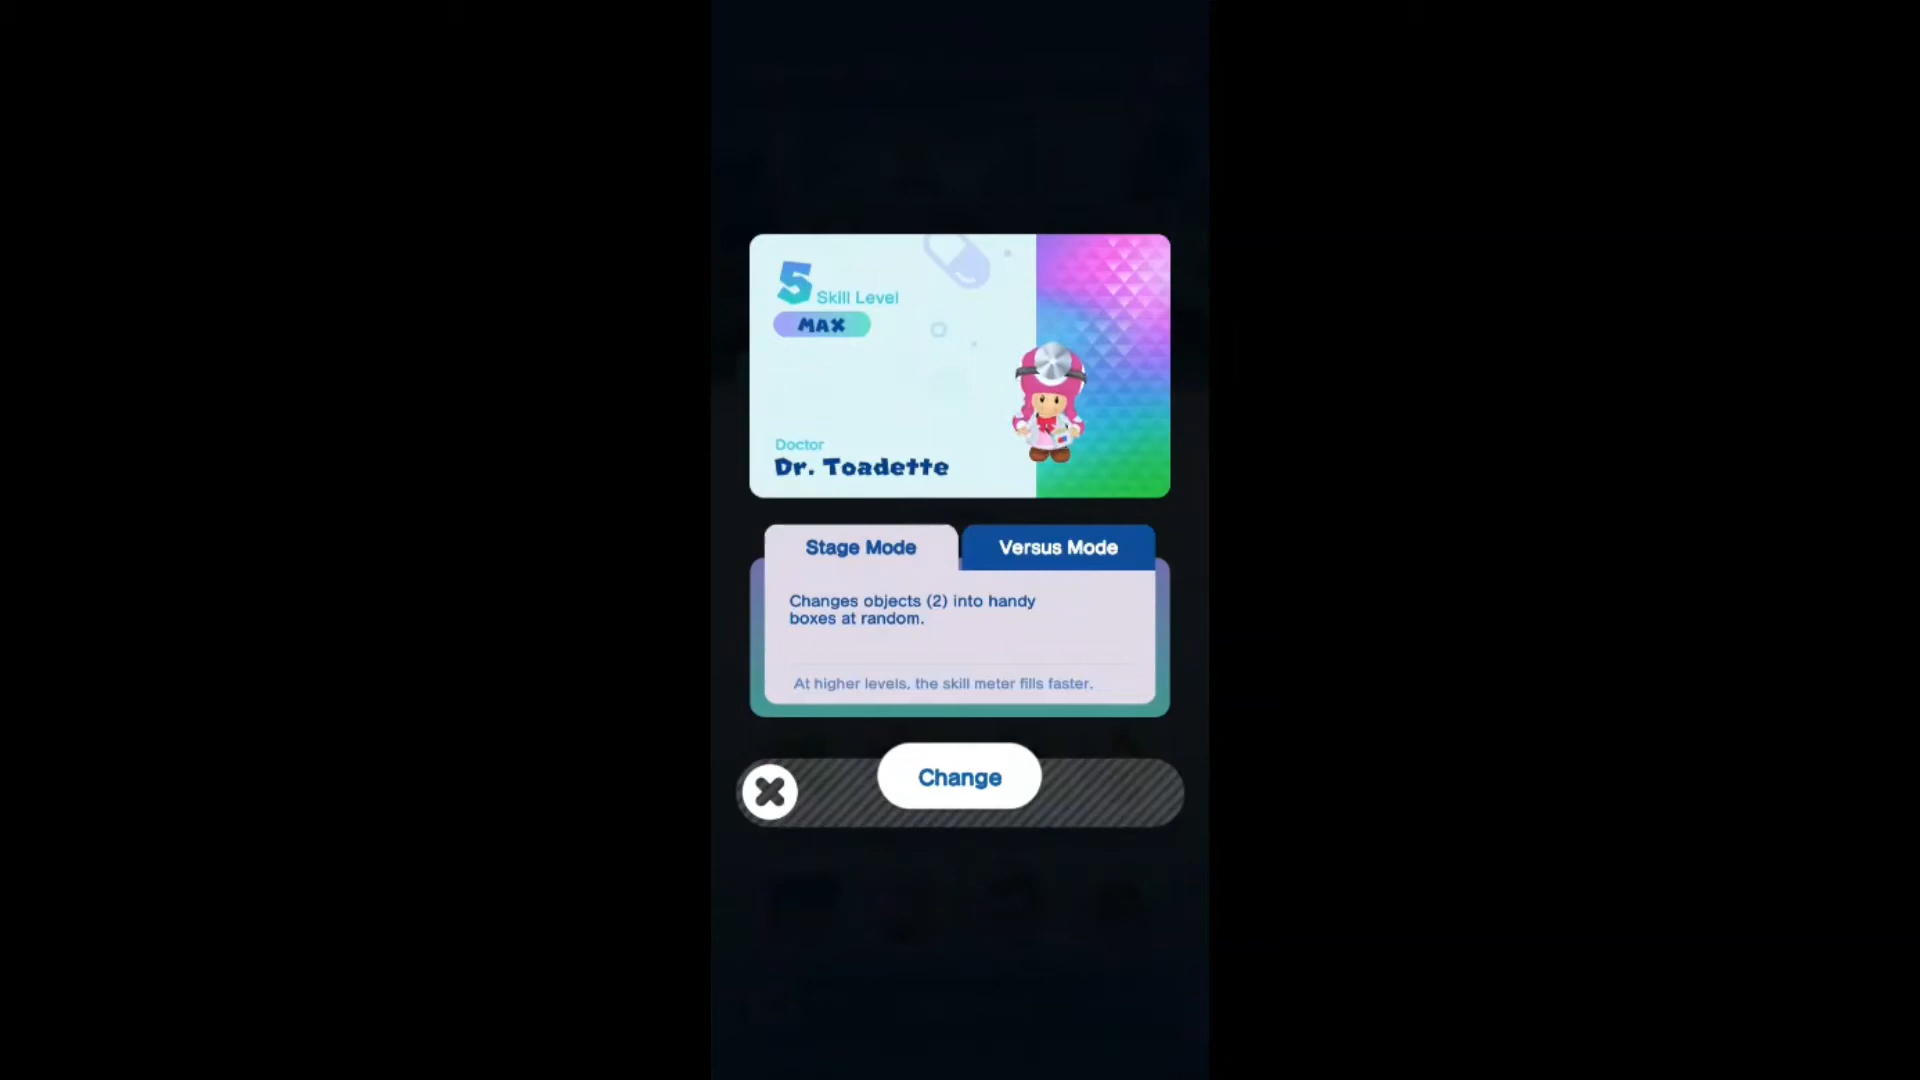 5 Skill Level
MAX
Doctor
Dr. Toadette
Stage Mode
Versus Mode
Changes objects (2) into handy
boxes at random.
At higher levels, the skill meter fills faster.
Change